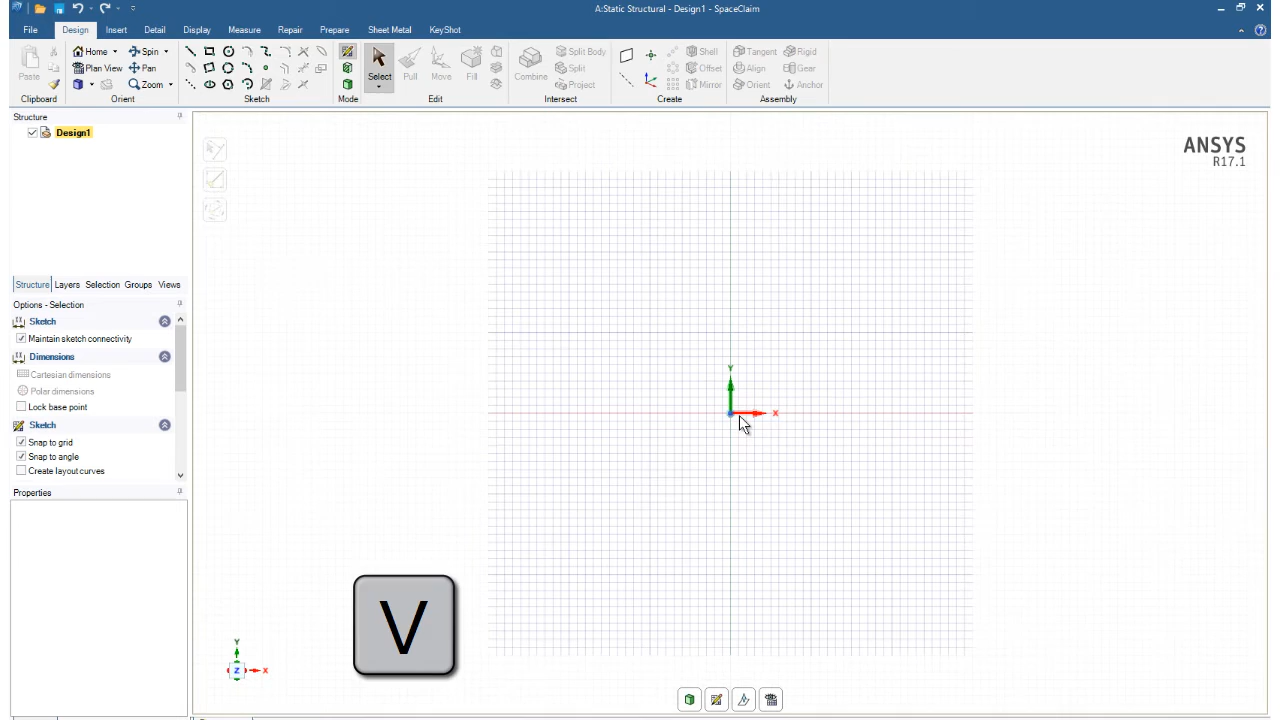 A:Static Structural - Design1 - SpaceClaim
File Design Insert Detail Display Measure Repair Prepare Sheet Metal KeyShot
Paste
Clipboard
Home Spin
Plan View Pan
Zoom
Orient
Sketch
Mode
Select Pull Move Fill
Edit
Combine
Split Body
Split
Project
Intersect
Shell
Offset
Mirror
Create
Tangent Rigid
Align Gear
Orient Anchor
Assembly
Structure
Design1
Structure Layers Selection Groups Views
Options - Selection
Sketch
Maintain sketch connectivity
Dimensions
Cartesian dimensions
Polar dimensions
Lock base point
Sketch
Snap to grid
Snap to angle
Create layout curves
Properties
ANSYS
R17.1
Y
X
V
Y
Z X